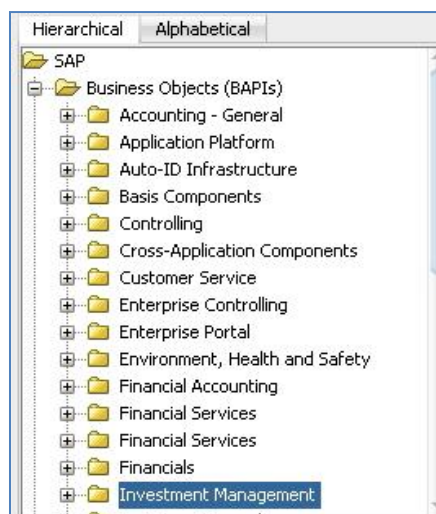 Hierarchical Alphabetical
SAP
Business Objects (BAPIs)
Accounting - General
Application Platform
Auto-ID Infrastructure
Basis Components
Controlling
Cross-Application Components
Customer Service
Enterprise Controlling
Enterprise Portal
Environment, Health and Safety
Financial Accounting
Financial Services
Financial Services
Financials
Investment Management